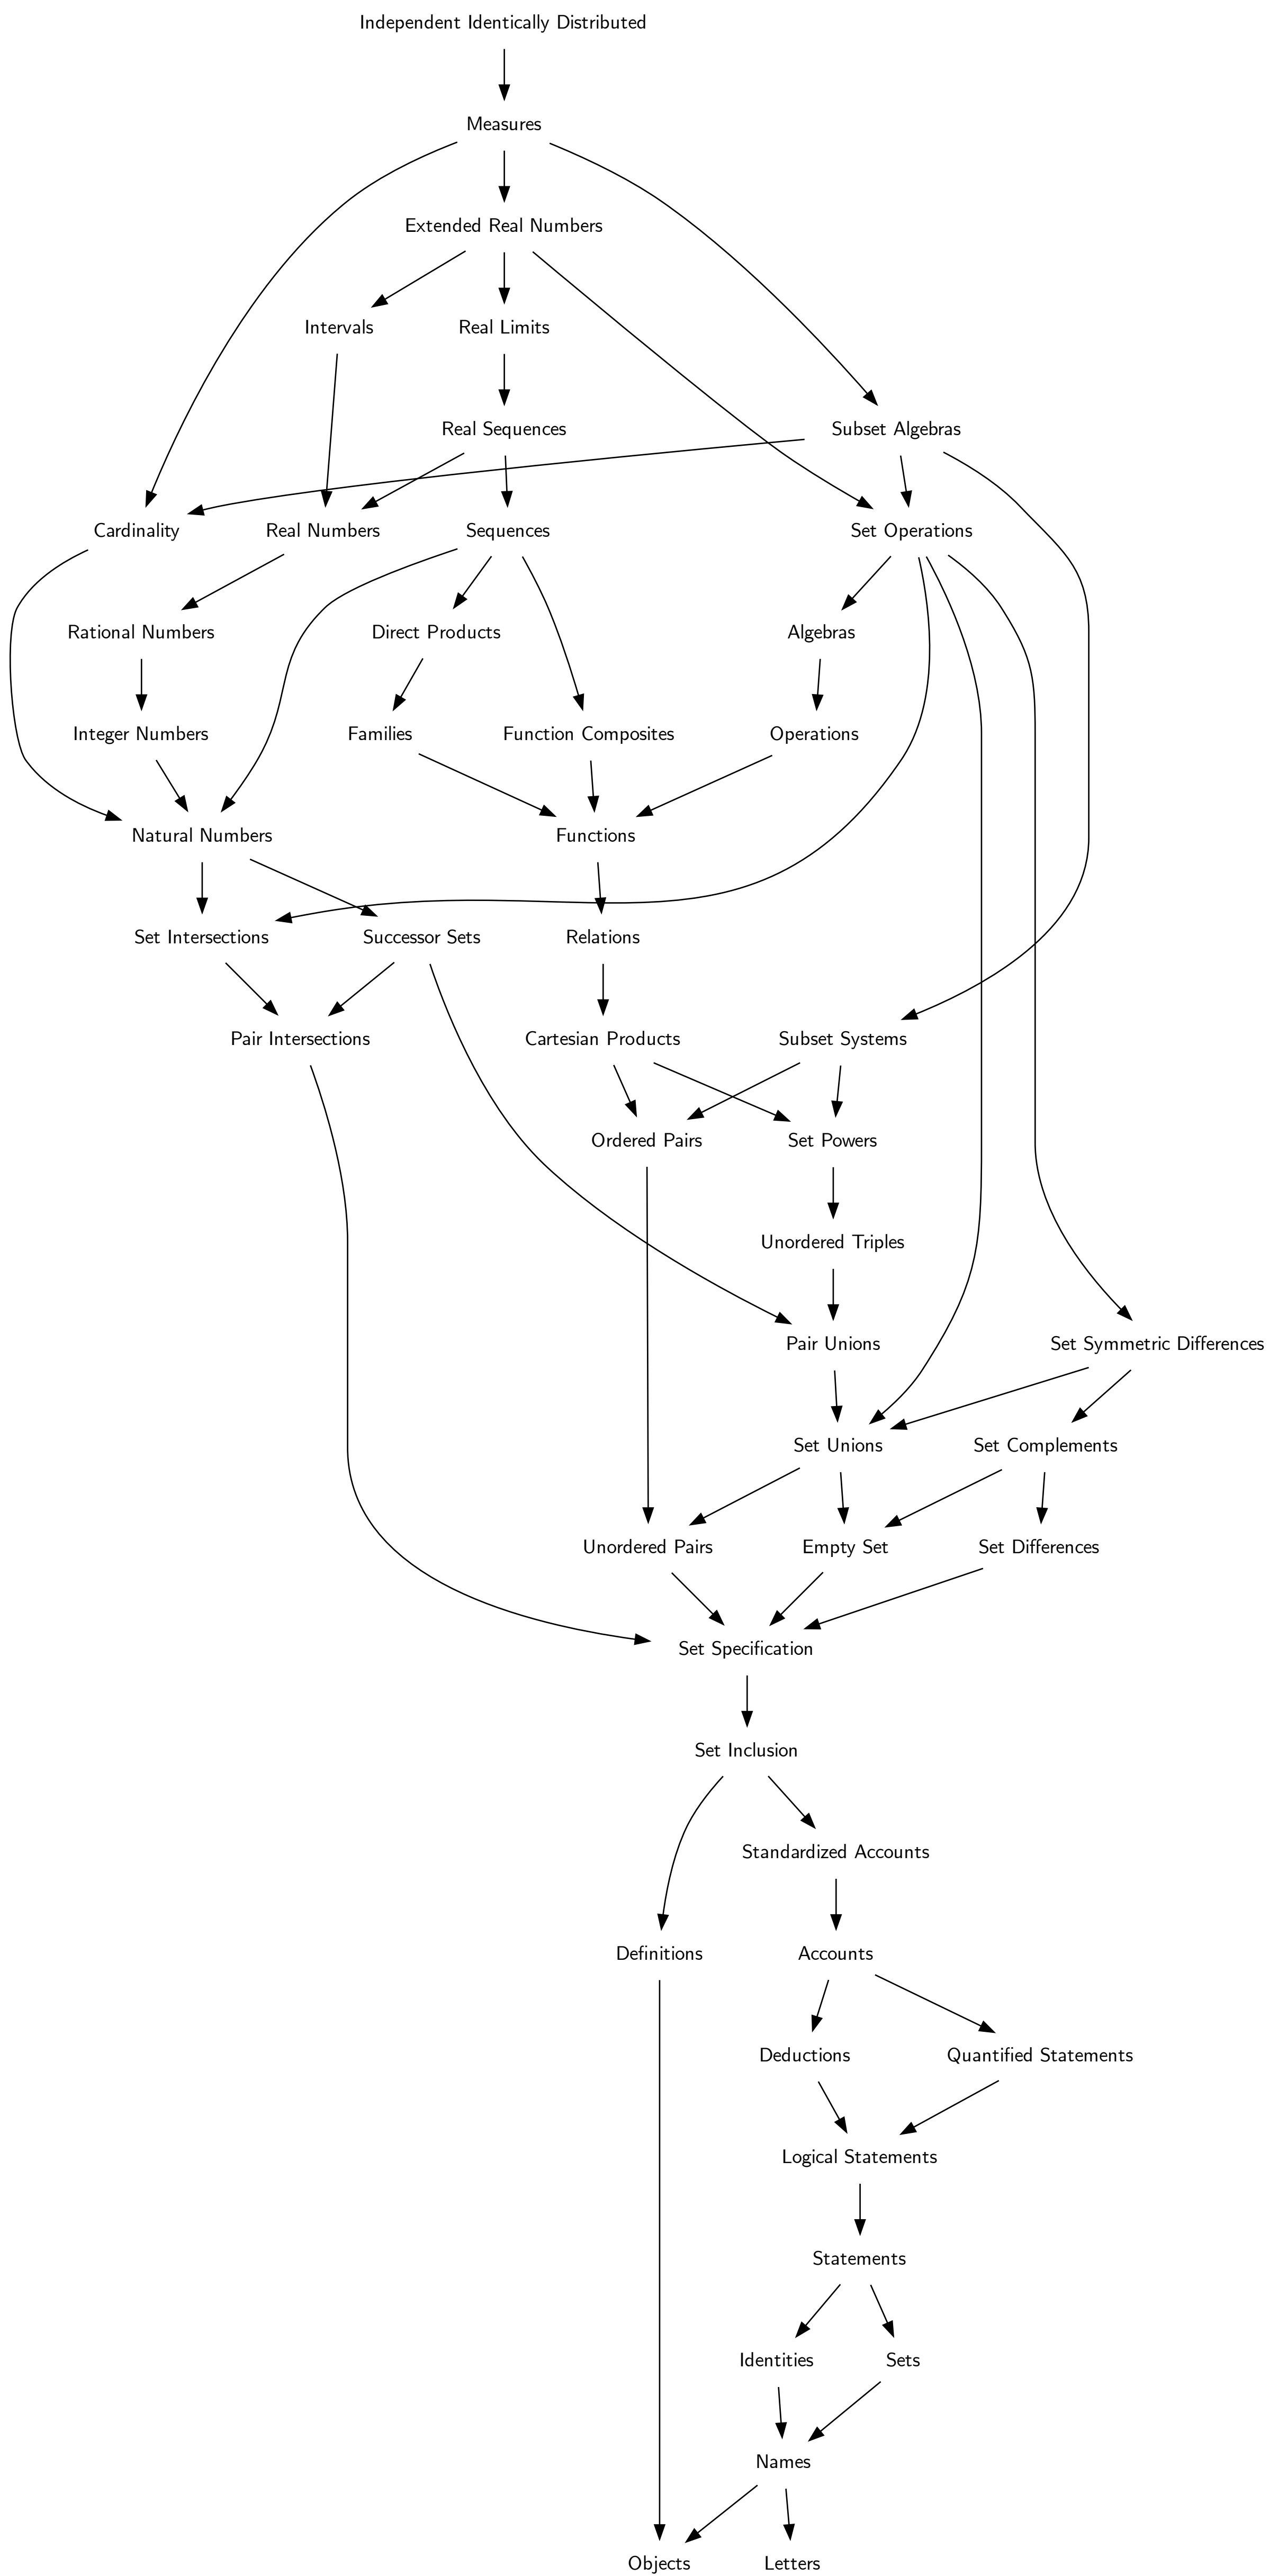 Independent Identically Distributed
Measures
Extended Real Numbers
Intervals
Real Limits
Real Sequences
Subset Algebras
Cardinality
Real Numbers
Sequences
Set Operations
Rational Numbers
Direct Products
Algebras
Integer Numbers
Families
Function Composites
Operations
Natural Numbers
Functions
Set Intersections
Successor Sets
Relations
Pair Intersections
Cartesian Products
Subset Systems
Ordered Pairs
Set Powers
Unordered Triples
Pair Unions
Set Symmetric Differences
Set Unions
Set Complements
Unordered Pairs
Empty Set
Set Differences
Set Specification
Set Inclusion
Standardized Accounts
Definitions
Accounts
Deductions
Quantified Statements
Logical Statements
Statements
Identities
Sets
Names
Objects
Letters